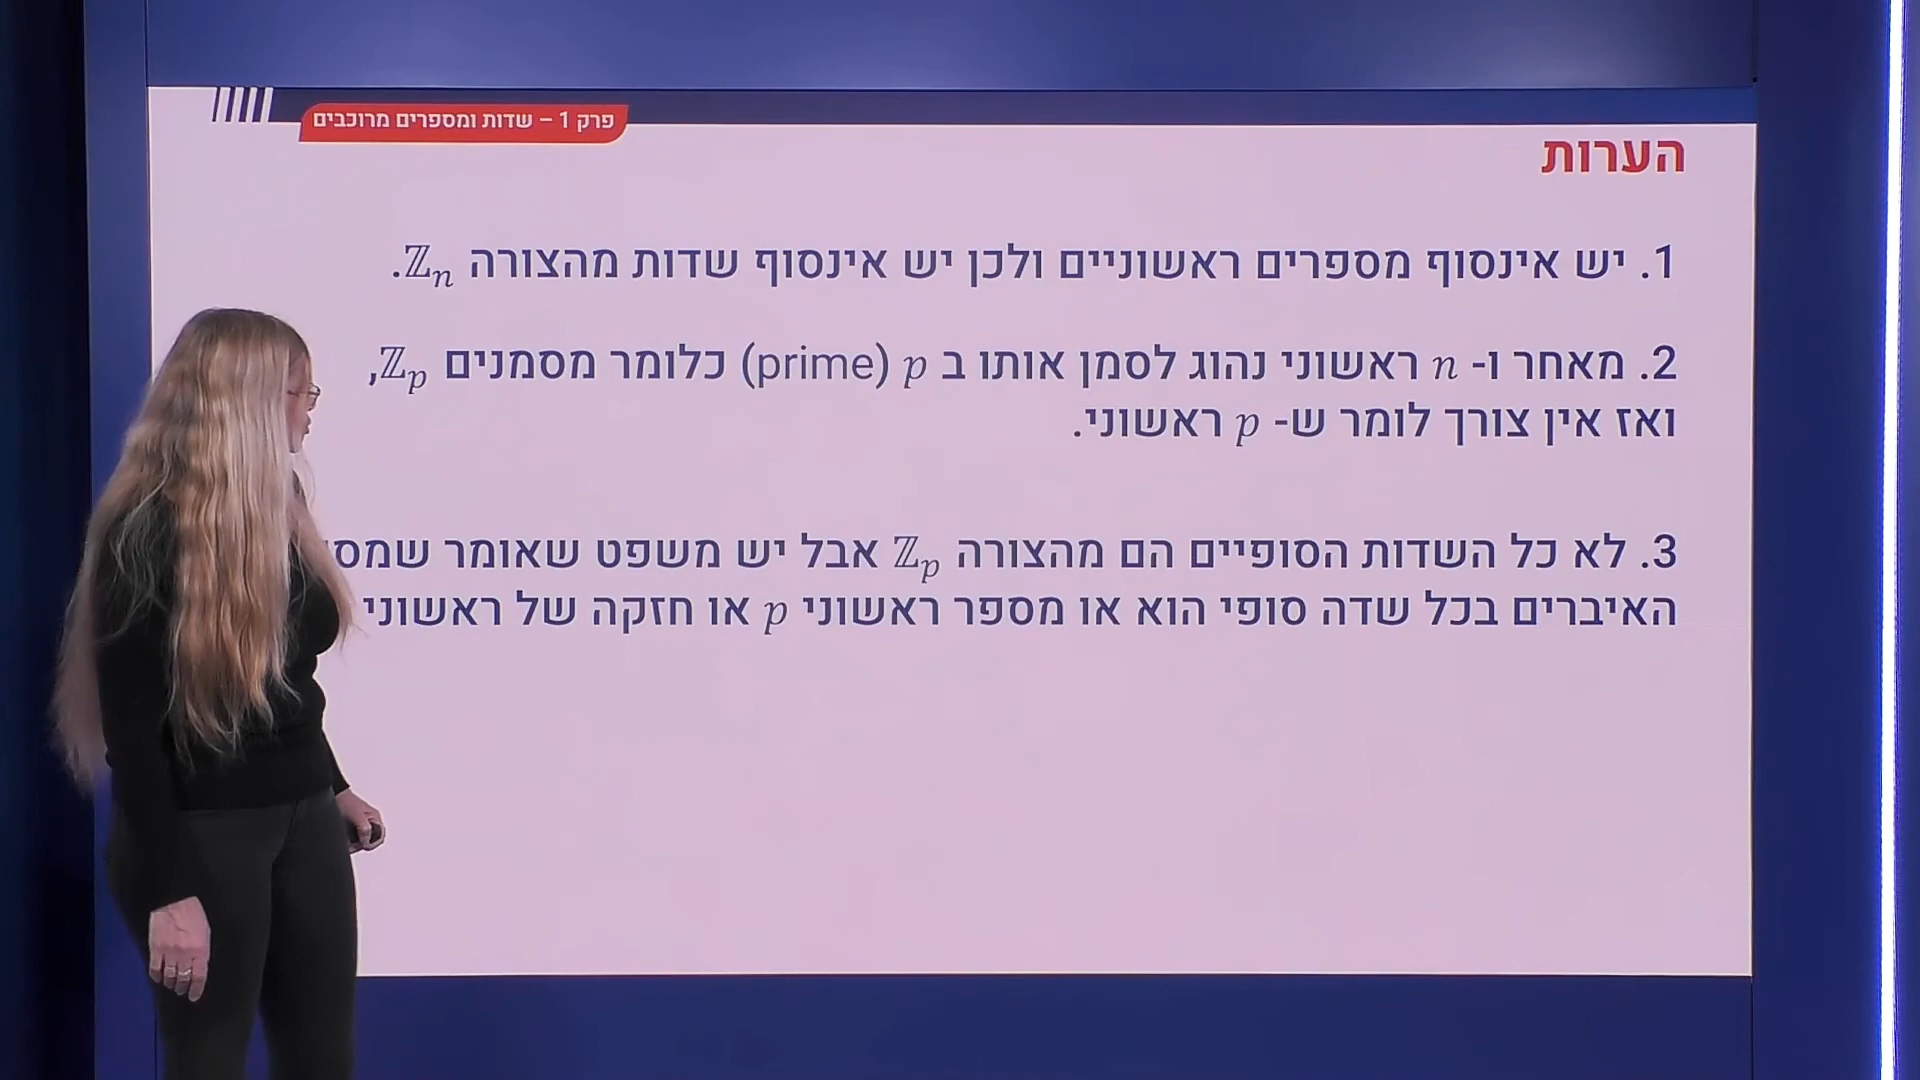 פרק 1 – שדות ומספרים מרוכבים
הערות
1. יש אינסוף מספרים ראשוניים ולכן יש אינסוף שדות מהצורה ℤₙ.
2. מאחר ו- n ראשוני נהוג לסמן אותו ב p (prime) כלומר מסמנים ℤₚ,
ואז אין צורך לומר ש- p ראשוני.
3. לא כל השדות הסופיים הם מהצורה ℤₚ אבל יש משפט שאומר
האיברים בכל שדה סופי הוא או מספר ראשוני p או חזקה של ראשוני